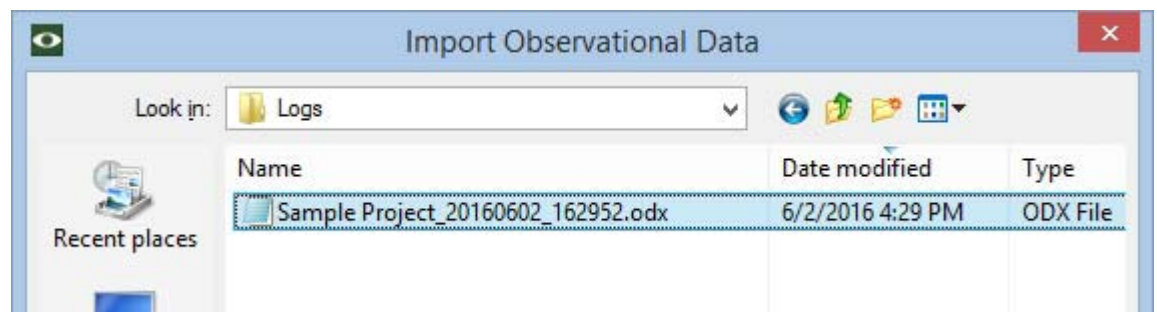 Import Observational Data
Look in: Logs
Name Date modified Type
Sample Project_20160602_162952.odx 6/2/2016 4:29 PM ODX File
Recent places